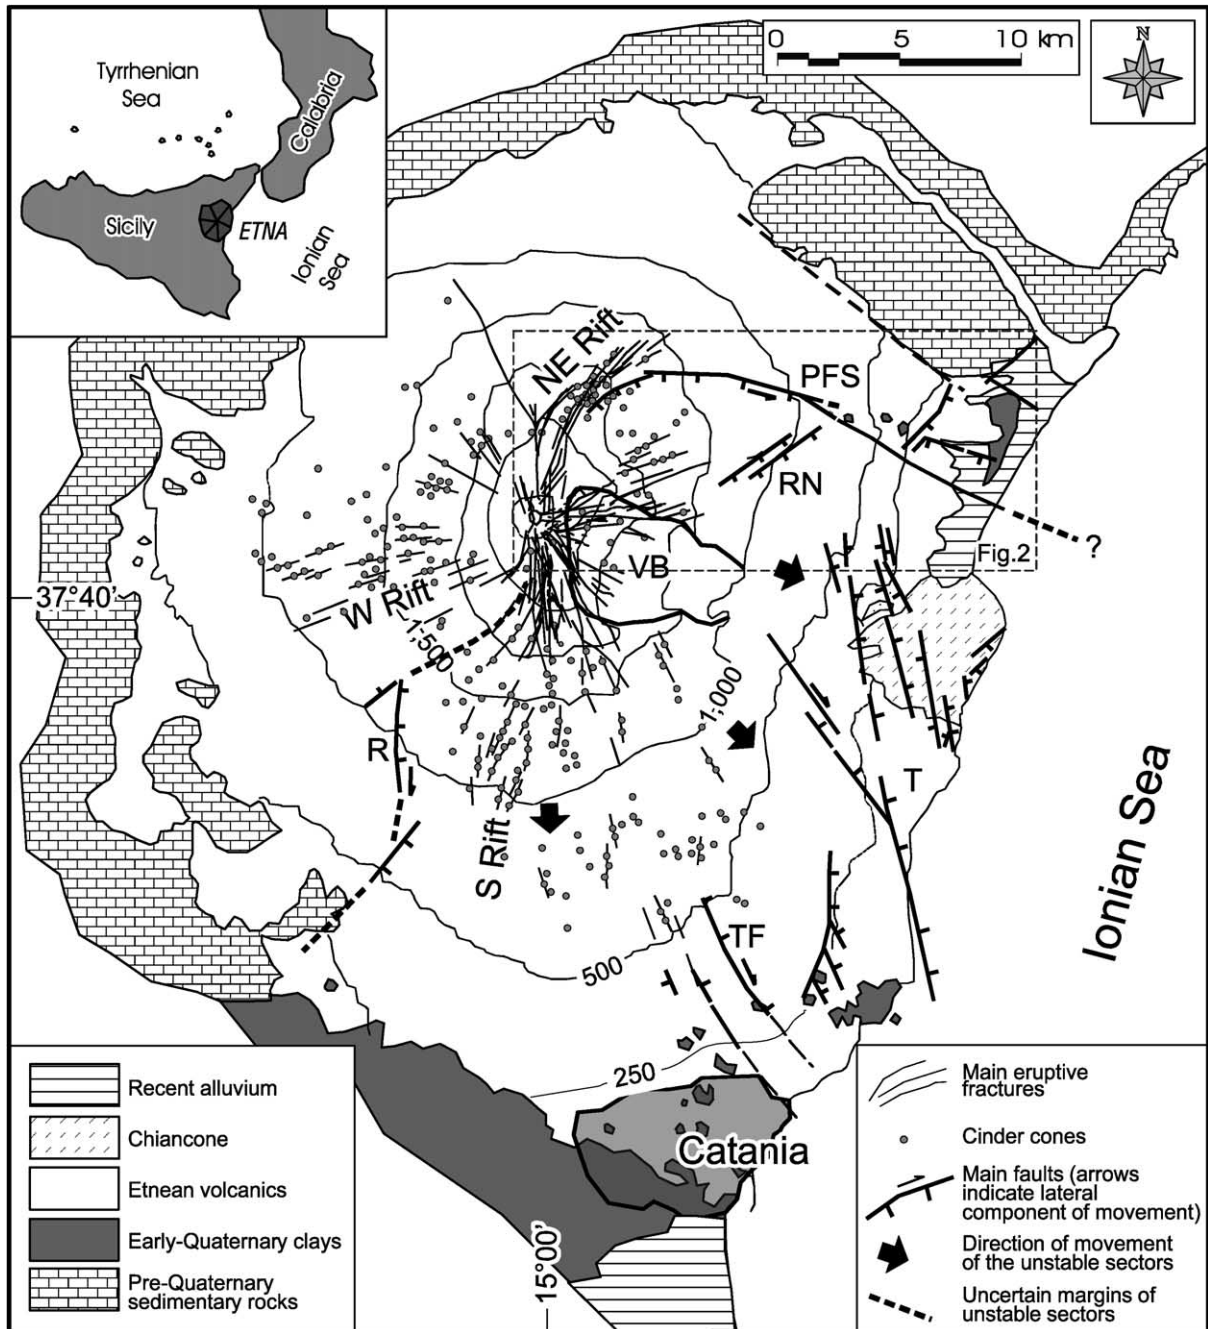 Tyrrhenian
Sea
Calabria
Sicily
ETNA
Ionian
Sea
0 5 10 km
N
NE Rift
PFS
RN
?
Fig.2
VB
37°40'
W Rift
1,500
1,000
R
T
S Rift
Ionian Sea
TF
500
250
Catania
15°00'
Recent alluvium
Chiancone
Etnean volcanics
Early-Quaternary clays
Pre-Quaternary
sedimentary rocks
Main eruptive
fractures
Cinder cones
Main faults (arrows
indicate lateral
component of movement)
Direction of movement
of the unstable sectors
Uncertain margins of
unstable sectors